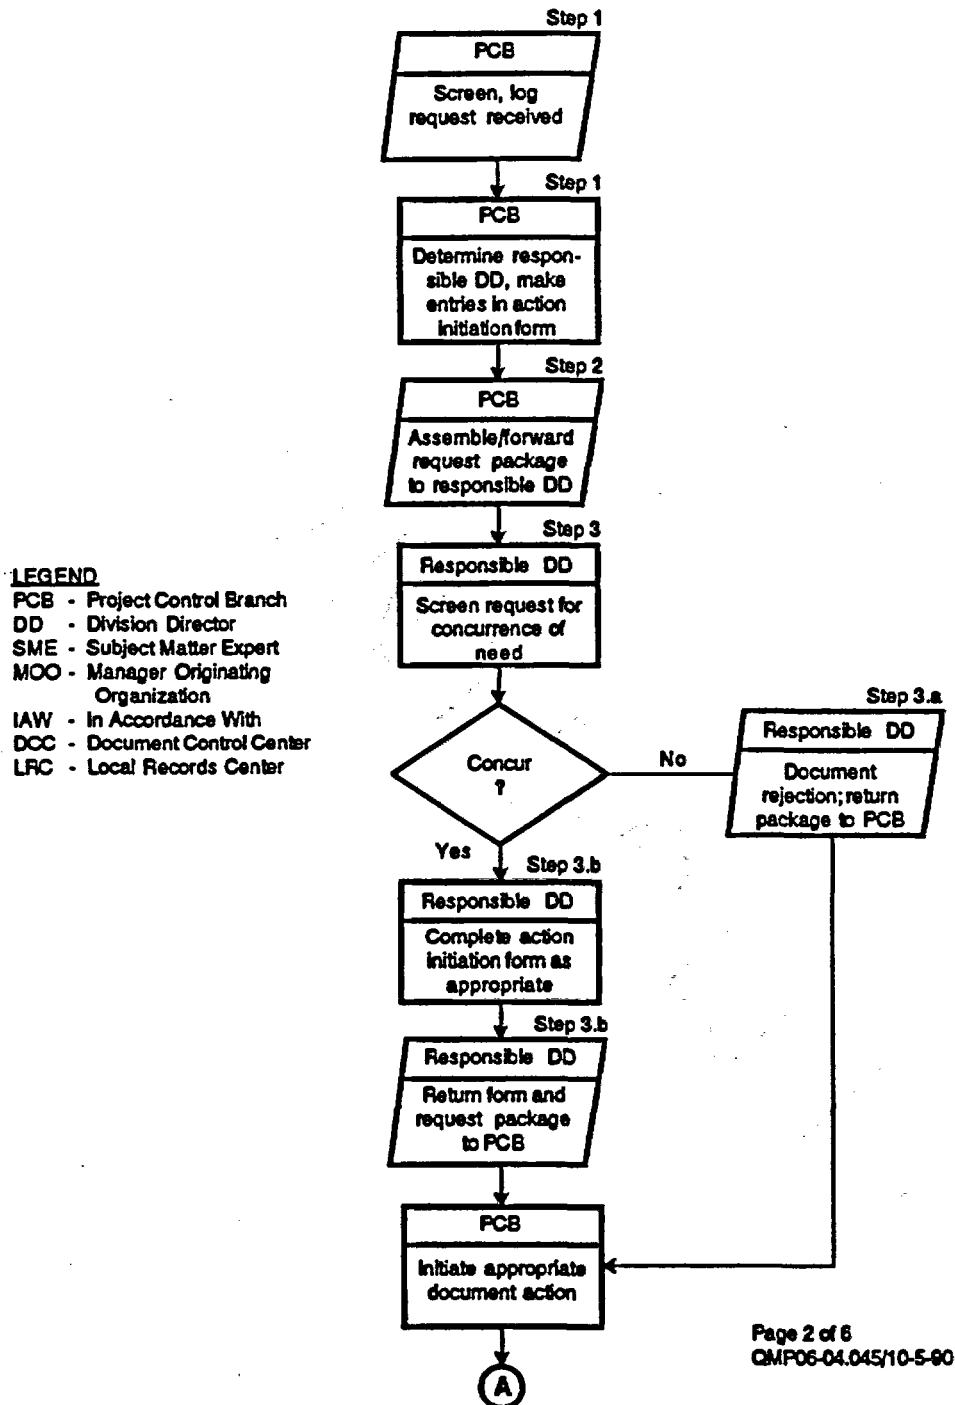 Step 1
PCB
Screen, log
request received
Step 1
PCB
Determine respon-
sible DD, make
entries in action
initiation form
Step 2
PCB
Assemble/forward
request package
to responsible DD
Step 3
Responsible DD
Screen request for
concurrence of
need
LEGEND
PCB - Project Control Branch
DD - Division Director
SME - Subject Matter Expert
MOO - Manager Originating
Organization
IAW - In Accordance With
DCC - Document Control Center
LRC - Local Records Center
Concur
?
No
Step 3.a
Responsible DD
Document
rejection; return
package to PCB
Yes
Step 3.b
Responsible DD
Complete action
initiation form as
appropriate
Step 3.b
Responsible DD
Return form and
request package
to PCB
PCB
Initiate appropriate
document action
A
Page 2 of 6
QMP06-04.045/10-5-90